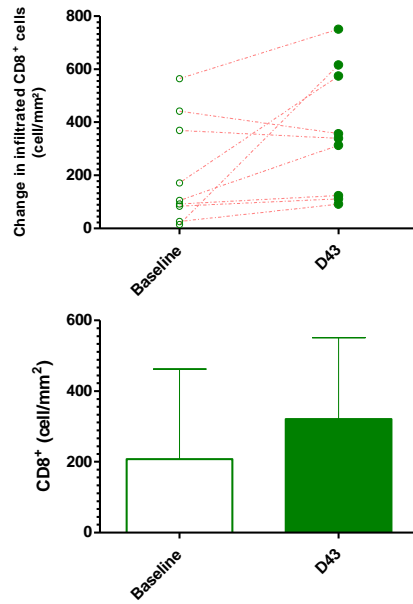 Change in infiltrated CD8⁺ cells
(cell/mm²)
800
600
400
200
0
Baseline
D43
CD8⁺ (cell/mm²)
600
400
200
0
Baseline
D43